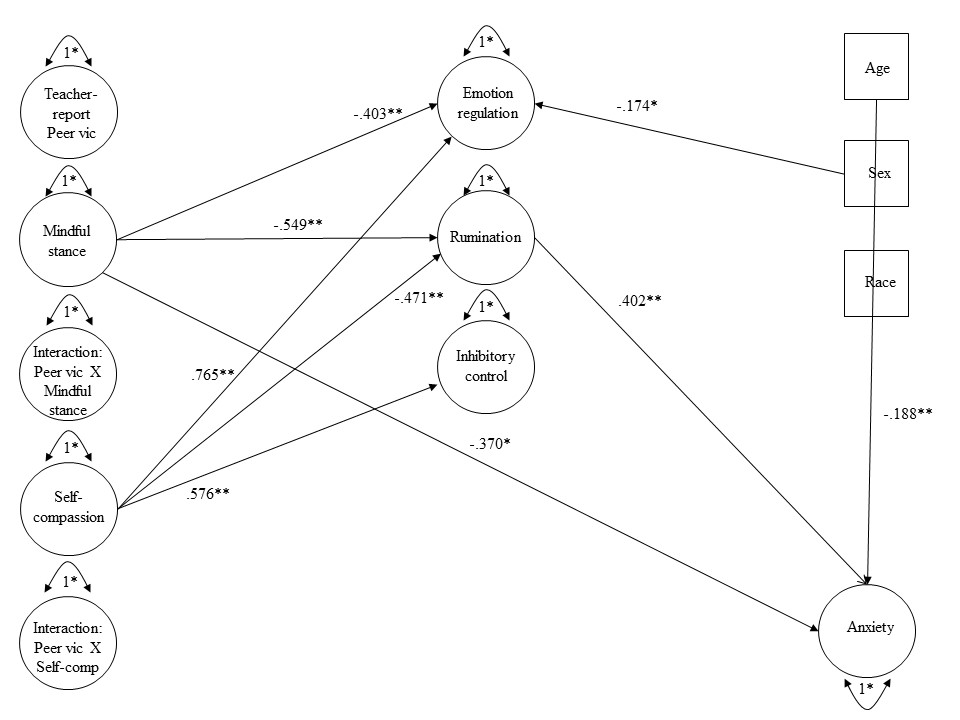 1*
Teacher-
report
Peer vic
1*
Mindful
stance
1*
Interaction:
Peer vic X
Mindful
stance
1*
Self-
compassion
1*
Interaction:
Peer vic X
Self-comp
-.403**
-.549**
-.471**
.765**
.576**
1*
Emotion
regulation
1*
Rumination
1*
Inhibitory
control
-.174*
.402**
-.370*
Age
Sex
Race
-.188**
Anxiety
1*